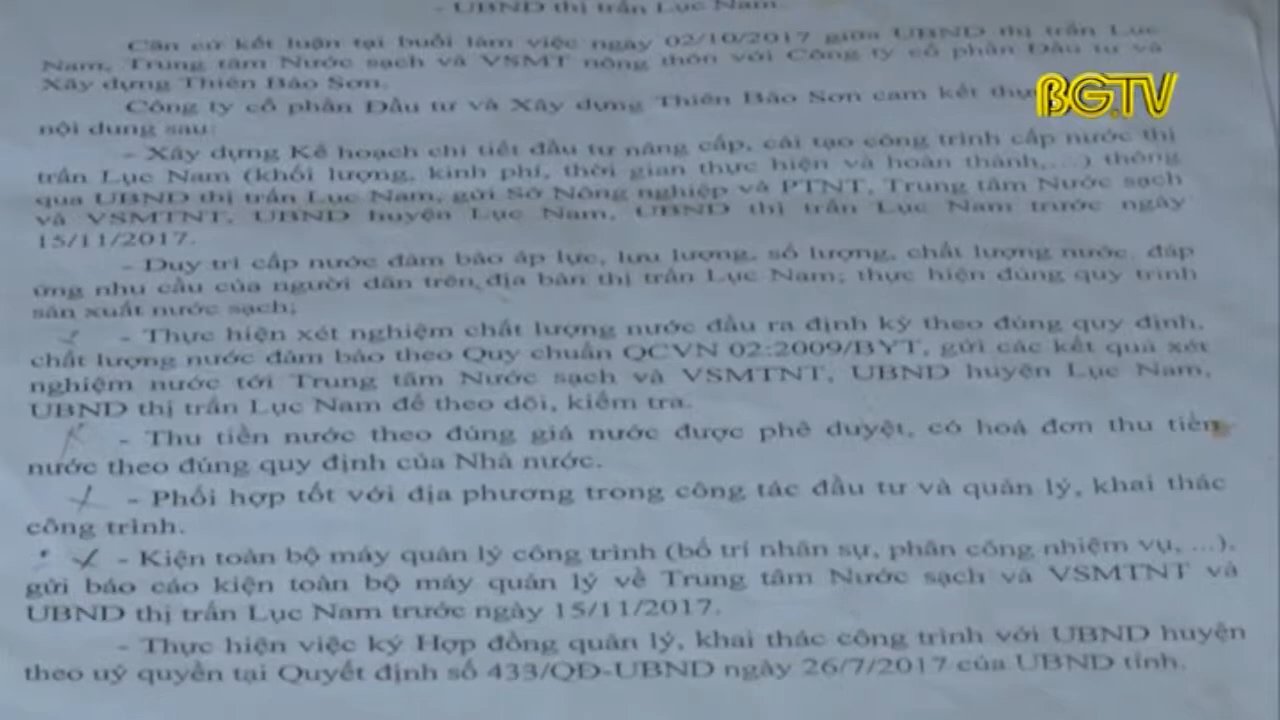 - UBND thị trấn Lục Nam
Căn cứ kết luận tại buổi làm việc ngày 02/10/2017 giữa UBND thị trấn Lục
Nam, Trung tâm Nước sạch và VSMT nông thôn với Công ty cổ phần Đầu tư và
Xây dựng Thiên Bảo Sơn.
Công ty cổ phần Đầu tư và Xây dựng Thiên Bảo Sơn cam kết
BGTV
nội dung sau:
- Xây dựng Kế hoạch chi tiết đầu tư nâng cấp, cải tạo công trình cấp nước thị
trấn Lục Nam (khối lượng, kinh phí, thời gian thực hiện và hoàn thành,...) thông
qua UBND thị trấn Lục Nam, gửi Sở Nông nghiệp và PTNT, Trung tâm Nước sạch
và VSMTNT, UBND huyện Lục Nam, UBND thị trấn Lục Nam trước ngày
15/11/2017.
- Duy trì cấp nước đảm bảo áp lực, lưu lượng, số lượng, chất lượng nước, đáp
ứng nhu cầu của người dân trên địa bàn thị trấn Lục Nam; thực hiện đúng quy trình
sản xuất nước sạch;
- Thực hiện xét nghiệm chất lượng nước đầu ra định kỳ theo đúng quy định,
chất lượng nước đảm bảo theo Quy chuẩn QCVN 02:2009/BYT, gửi các kết quả xét
nghiệm nước tới Trung tâm Nước sạch và VSMTNT, UBND huyện Lục Nam,
UBND thị trấn Lục Nam để theo dõi, kiểm tra.
- Thu tiền nước theo đúng giá nước được phê duyệt, có hoá đơn thu tiền
nước theo đúng quy định của Nhà nước.
- Phối hợp tốt với địa phương trong công tác đầu tư và quản lý, khai thác
công trình.
- Kiện toàn bộ máy quản lý công trình (bố trí nhân sự, phân công nhiệm vụ, ...),
gửi báo cáo kiện toàn bộ máy quản lý về Trung tâm Nước sạch và VSMTNT và
UBND thị trấn Lục Nam trước ngày 15/11/2017.
- Thực hiện việc ký Hợp đồng quản lý, khai thác công trình với UBND huyện
theo uỷ quyền tại Quyết định số 433/QĐ-UBND ngày 26/7/2017 của UBND tỉnh.